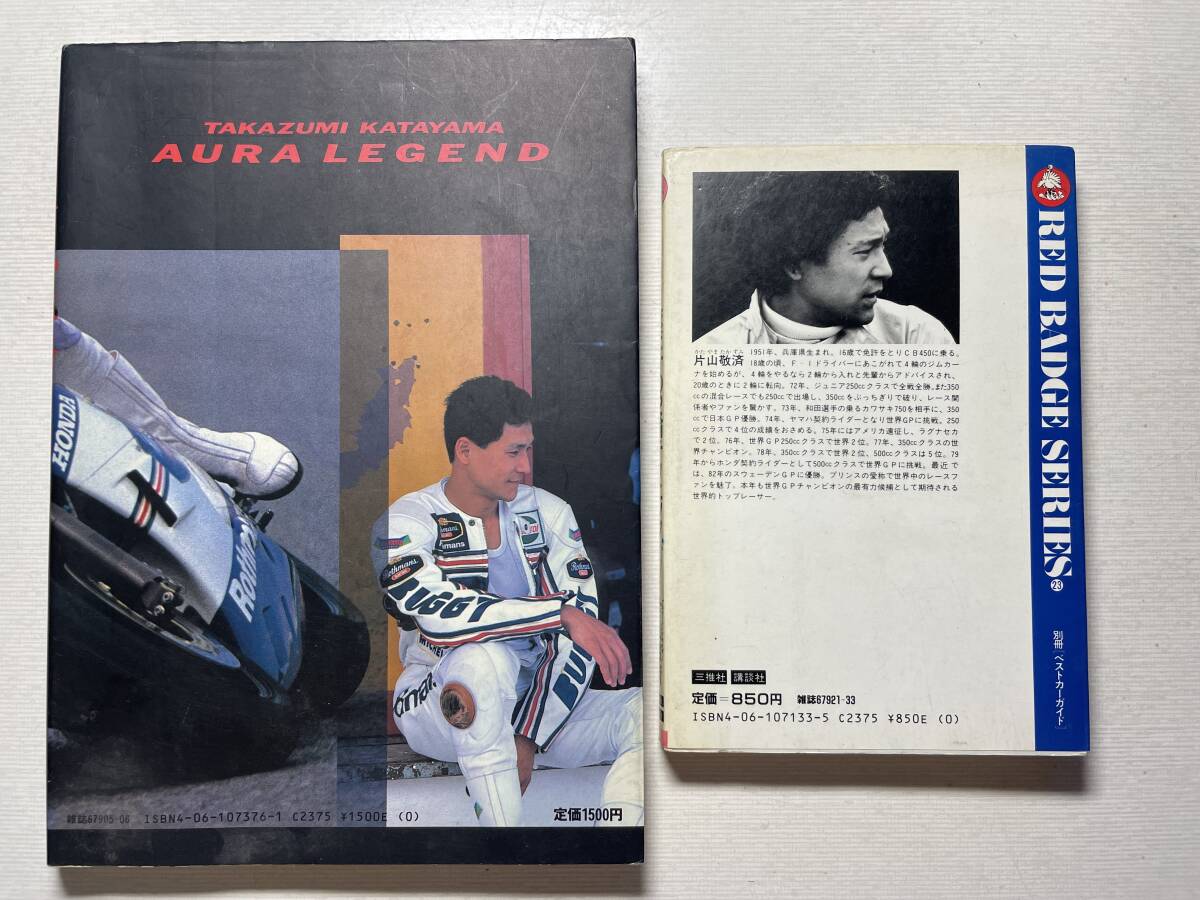 TAKAZUMI KATAYAMA
AURA LEGEND
HONDA
Rothmans
Rothmans
BUGGY
Rothmans
MICHEL
BUGG
雑誌67905-06 ISBN4-06-107376-1 C2375 ¥1500E (0)
定価1500円
かたやまたかずみ
片山敬済
1951年、兵庫県生まれ。16歳で免許をとりCB450に乗る。
18歳の頃、F-IIドライバーにあこがれて4輪のジムカー
ナを始めるが、4輪をやるなら2輪から入れと先輩からアドバイスされ、
20歳のときに2輪に転向。72年、ジュニア250ccクラスで全戦全勝。また350
ccの混合レースでも250ccで出場し、350ccをぶっちぎりで破り、レース関
係者やファンを驚かす。73年、和田選手の乗るカワサキ750を相手に、350
ccで日本GP優勝。74年、ヤマハ契約ライダーとなり世界GPに挑戦。250
ccクラスで4位の成績をおさめる。75年にはアメリカ遠征し、ラグナセカ
で2位。76年、世界GP250ccクラスで世界2位。77年、350ccクラスの世
界チャンピオン。78年、350ccクラスで世界2位、500ccクラスは5位。79
年からホンダ契約ライダーとして500ccクラスで世界GPに挑戦。最近で
は、82年のスウェーデンGPに優勝。プリンスの愛称で世界中のレースフ
ァンを魅了。本年も世界GPチャンピオンの最有力候補として期待される
世界的トップレーサー。
三推社 講談社
定価=850円 雑誌67921-33
ISBN4-06-107133-5 C2375 ¥850E (0)
RED BADGE SERIES 23
別冊「ベストカーガイド」